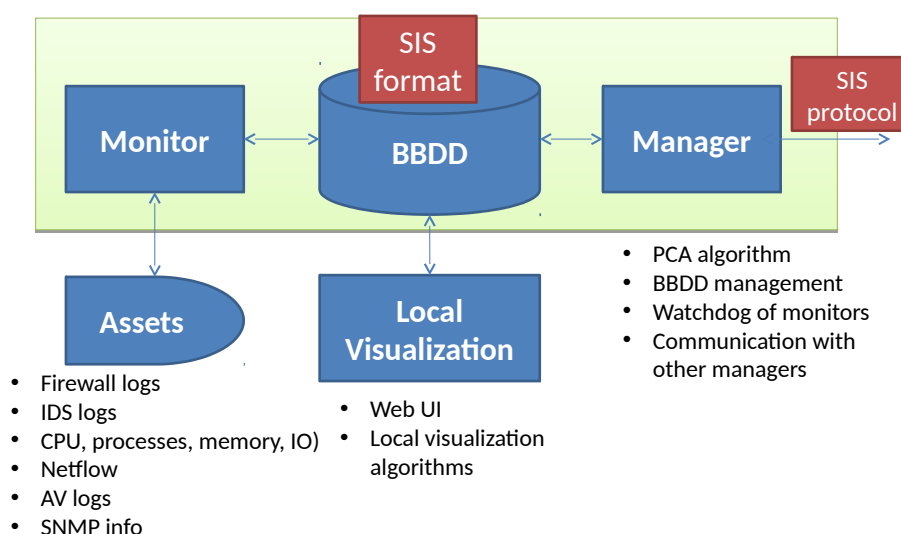 SIS
format
SIS
protocol
Monitor
BBDD
Manager
Assets
Local
Visualization
• PCA algorithm
• BBDD management
• Watchdog of monitors
• Communication with
other managers
• Firewall logs
• IDS logs
• CPU, processes, memory, IO)
• Netflow
• AV logs
• SNMP info
• Web UI
• Local visualization
algorithms